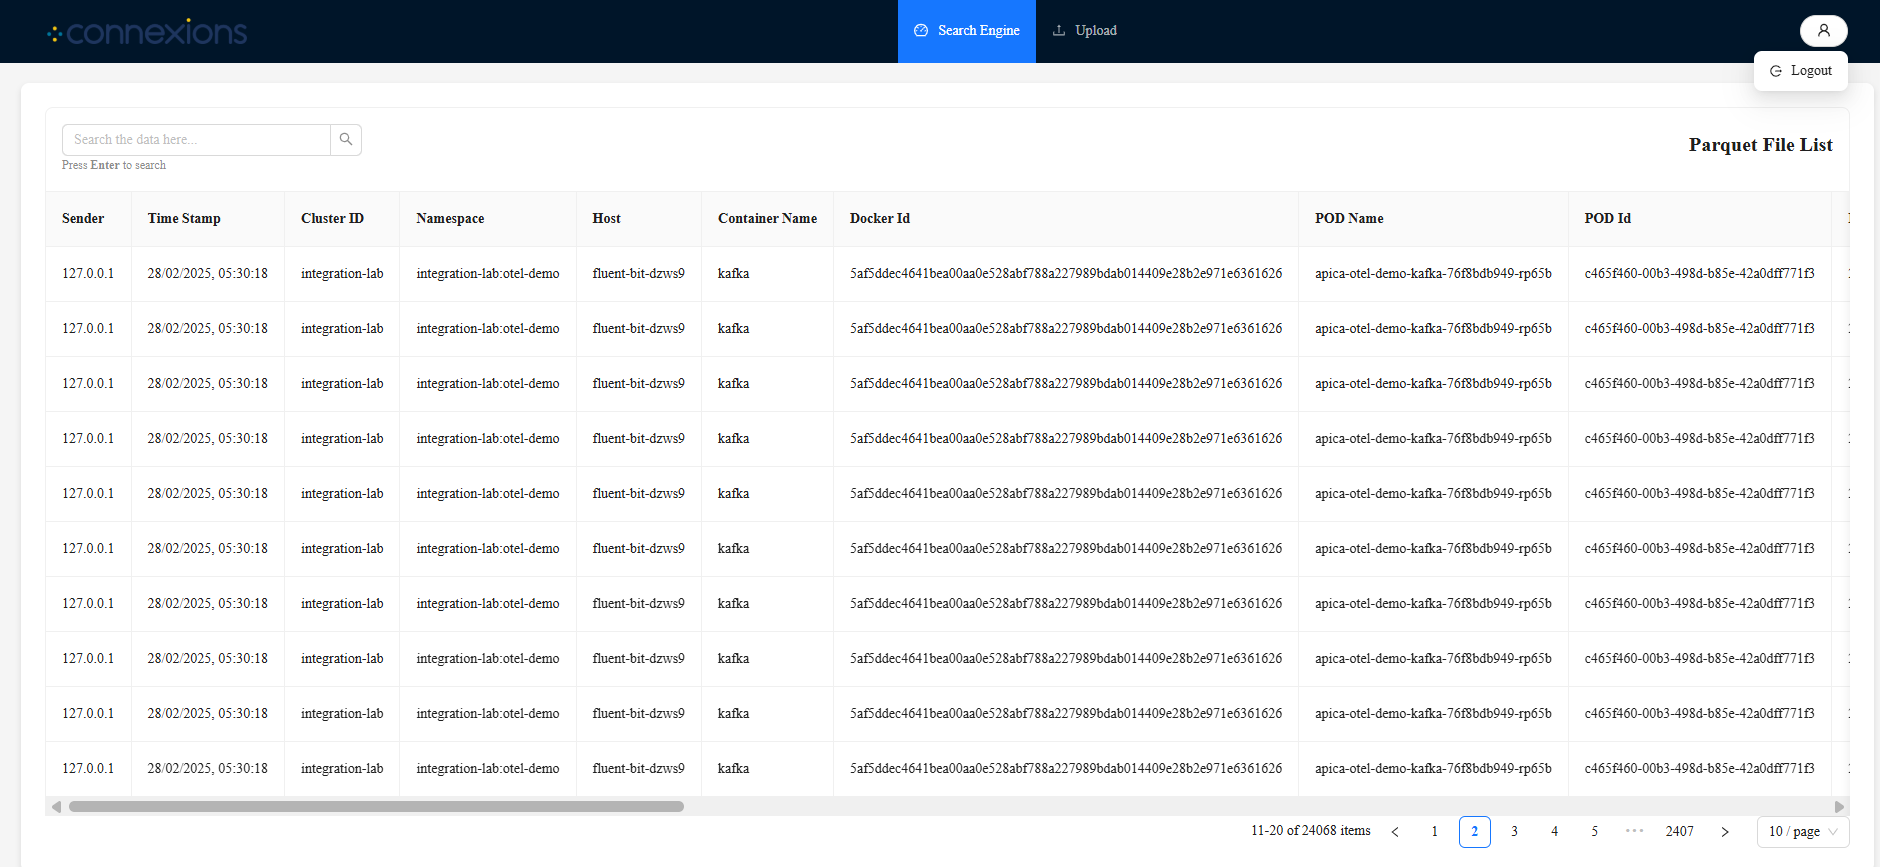 connexions
Search Engine
Upload
Logout
Search the data here...
Press Enter to search
Parquet File List
Sender Time Stamp Cluster ID Namespace Host Container Name Docker Id POD Name POD Id
127.0.0.1 28/02/2025, 05:30:18 integration-lab integration-lab:otel-demo fluent-bit-dzws9 kafka 5af5ddec4641bea00aa0e528abf788a227989bdab014409e28b2e971e6361626 apica-otel-demo-kafka-76f8bdb949-rp65b c465f460-00b3-498d-b85e-42a0dff771f3
127.0.0.1 28/02/2025, 05:30:18 integration-lab integration-lab:otel-demo fluent-bit-dzws9 kafka 5af5ddec4641bea00aa0e528abf788a227989bdab014409e28b2e971e6361626 apica-otel-demo-kafka-76f8bdb949-rp65b c465f460-00b3-498d-b85e-42a0dff771f3
127.0.0.1 28/02/2025, 05:30:18 integration-lab integration-lab:otel-demo fluent-bit-dzws9 kafka 5af5ddec4641bea00aa0e528abf788a227989bdab014409e28b2e971e6361626 apica-otel-demo-kafka-76f8bdb949-rp65b c465f460-00b3-498d-b85e-42a0dff771f3
127.0.0.1 28/02/2025, 05:30:18 integration-lab integration-lab:otel-demo fluent-bit-dzws9 kafka 5af5ddec4641bea00aa0e528abf788a227989bdab014409e28b2e971e6361626 apica-otel-demo-kafka-76f8bdb949-rp65b c465f460-00b3-498d-b85e-42a0dff771f3
127.0.0.1 28/02/2025, 05:30:18 integration-lab integration-lab:otel-demo fluent-bit-dzws9 kafka 5af5ddec4641bea00aa0e528abf788a227989bdab014409e28b2e971e6361626 apica-otel-demo-kafka-76f8bdb949-rp65b c465f460-00b3-498d-b85e-42a0dff771f3
127.0.0.1 28/02/2025, 05:30:18 integration-lab integration-lab:otel-demo fluent-bit-dzws9 kafka 5af5ddec4641bea00aa0e528abf788a227989bdab014409e28b2e971e6361626 apica-otel-demo-kafka-76f8bdb949-rp65b c465f460-00b3-498d-b85e-42a0dff771f3
127.0.0.1 28/02/2025, 05:30:18 integration-lab integration-lab:otel-demo fluent-bit-dzws9 kafka 5af5ddec4641bea00aa0e528abf788a227989bdab014409e28b2e971e6361626 apica-otel-demo-kafka-76f8bdb949-rp65b c465f460-00b3-498d-b85e-42a0dff771f3
127.0.0.1 28/02/2025, 05:30:18 integration-lab integration-lab:otel-demo fluent-bit-dzws9 kafka 5af5ddec4641bea00aa0e528abf788a227989bdab014409e28b2e971e6361626 apica-otel-demo-kafka-76f8bdb949-rp65b c465f460-00b3-498d-b85e-42a0dff771f3
127.0.0.1 28/02/2025, 05:30:18 integration-lab integration-lab:otel-demo fluent-bit-dzws9 kafka 5af5ddec4641bea00aa0e528abf788a227989bdab014409e28b2e971e6361626 apica-otel-demo-kafka-76f8bdb949-rp65b c465f460-00b3-498d-b85e-42a0dff771f3
127.0.0.1 28/02/2025, 05:30:18 integration-lab integration-lab:otel-demo fluent-bit-dzws9 kafka 5af5ddec4641bea00aa0e528abf788a227989bdab014409e28b2e971e6361626 apica-otel-demo-kafka-76f8bdb949-rp65b c465f460-00b3-498d-b85e-42a0dff771f3
11-20 of 24068 items < 1 2 3 4 5 ••• 2407 > 10 / page